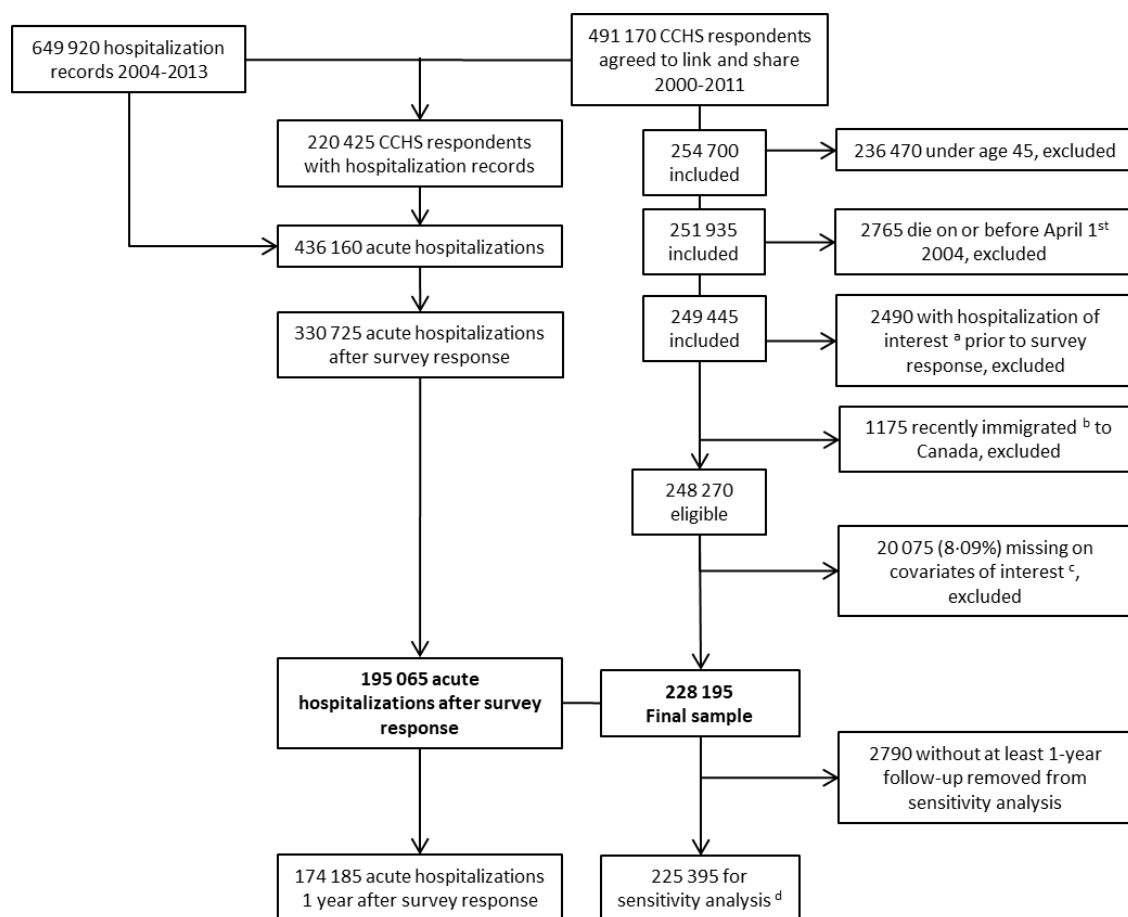 649 920 hospitalization
records 2004-2013
491 170 CCHS respondents
agreed to link and share
2000-2011
220 425 CCHS respondents
with hospitalization records
254 700
included
236 470 under age 45, excluded
436 160 acute hospitalizations
251 935
included
2765 die on or before April 1st
2004, excluded
330 725 acute hospitalizations
after survey response
249 445
included
2490 with hospitalization of
interest a prior to survey
response, excluded
1175 recently immigrated b to
Canada, excluded
248 270
eligible
20 075 (8·09%) missing on
covariates of interest c,
excluded
195 065 acute
hospitalizations after survey
response
228 195
Final sample
2790 without at least 1-year
follow-up removed from
sensitivity analysis
174 185 acute hospitalizations
1 year after survey response
225 395 for
sensitivity analysis d